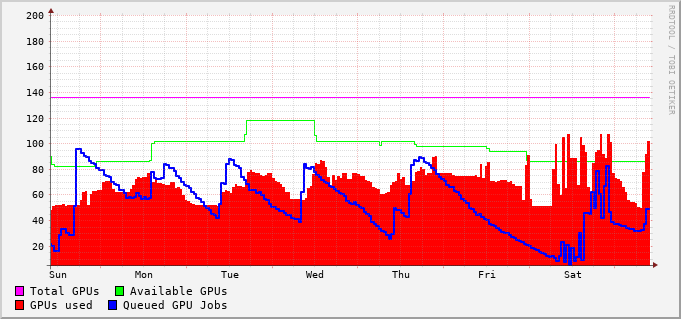 200
180
160
140
120
100
80
60
40
20
Sun Mon Tue Wed Thu Fri Sat
Total GPUs Available GPUs
GPUs used Queued GPU Jobs
RRDTOOL / TOBI OETIKER